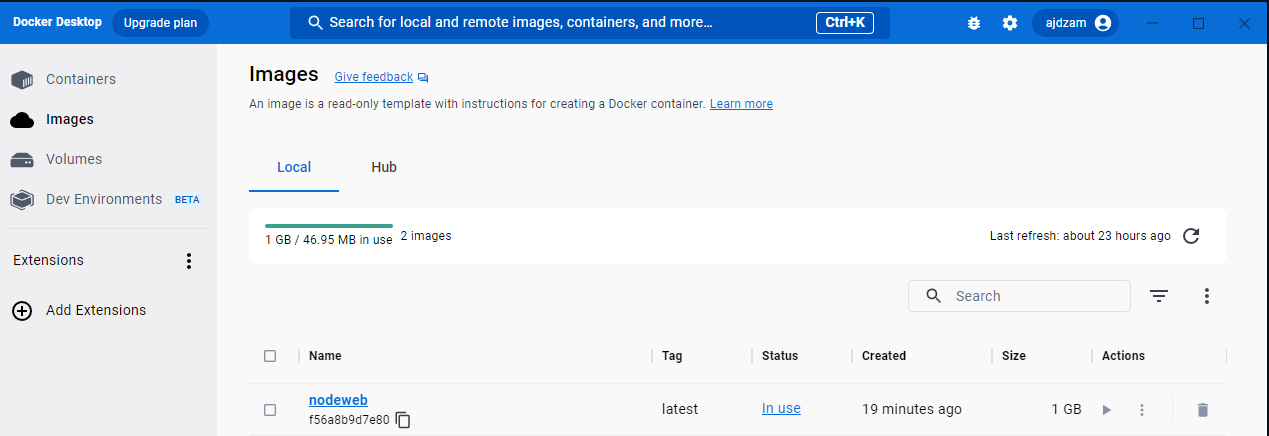 Docker Desktop Upgrade plan Search for local and remote images, containers, and more... Ctrl+K ajdzam
Containers
Images
Volumes
Dev Environments BETA
Extensions
Add Extensions
Images Give feedback
An image is a read-only template with instructions for creating a Docker container. Learn more
Local Hub
1 GB / 46.95 MB in use 2 images Last refresh: about 23 hours ago
Search
Name Tag Status Created Size Actions
nodeweb latest In use 19 minutes ago 1 GB
f56a8b9d7e80